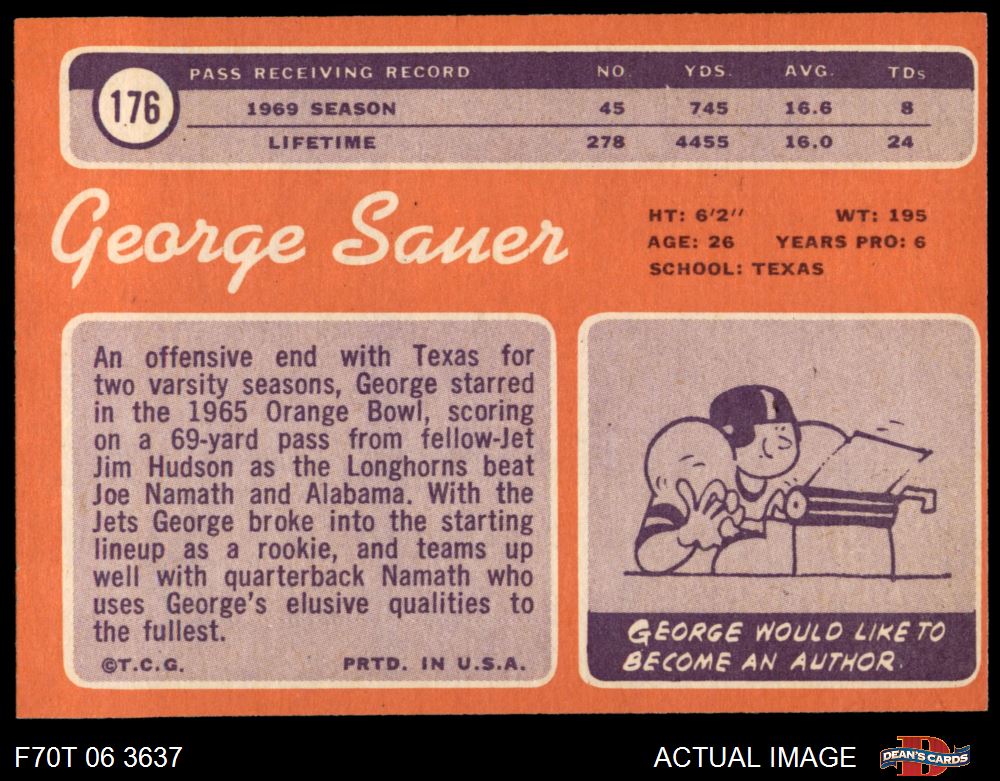 176
PASS RECEIVING RECORD NO. YDS. AVG. TDs
1969 SEASON 45 745 16.6 8
LIFETIME 278 4455 16.0 24
George Sauer
HT: 6'2" WT: 195
AGE: 26 YEARS PRO: 6
SCHOOL: TEXAS
An offensive end with Texas for
two varsity seasons, George starred
in the 1965 Orange Bowl, scoring
on a 69-yard pass from fellow-Jet
Jim Hudson as the Longhorns beat
Joe Namath and Alabama. With the
Jets George broke into the starting
lineup as a rookie, and teams up
well with quarterback Namath who
uses George's elusive qualities to
the fullest.
©T.C.G. PRTD. IN U.S.A.
GEORGE WOULD LIKE TO
BECOME AN AUTHOR.
F70T 06 3637
ACTUAL IMAGE
DEAN'S CARDS